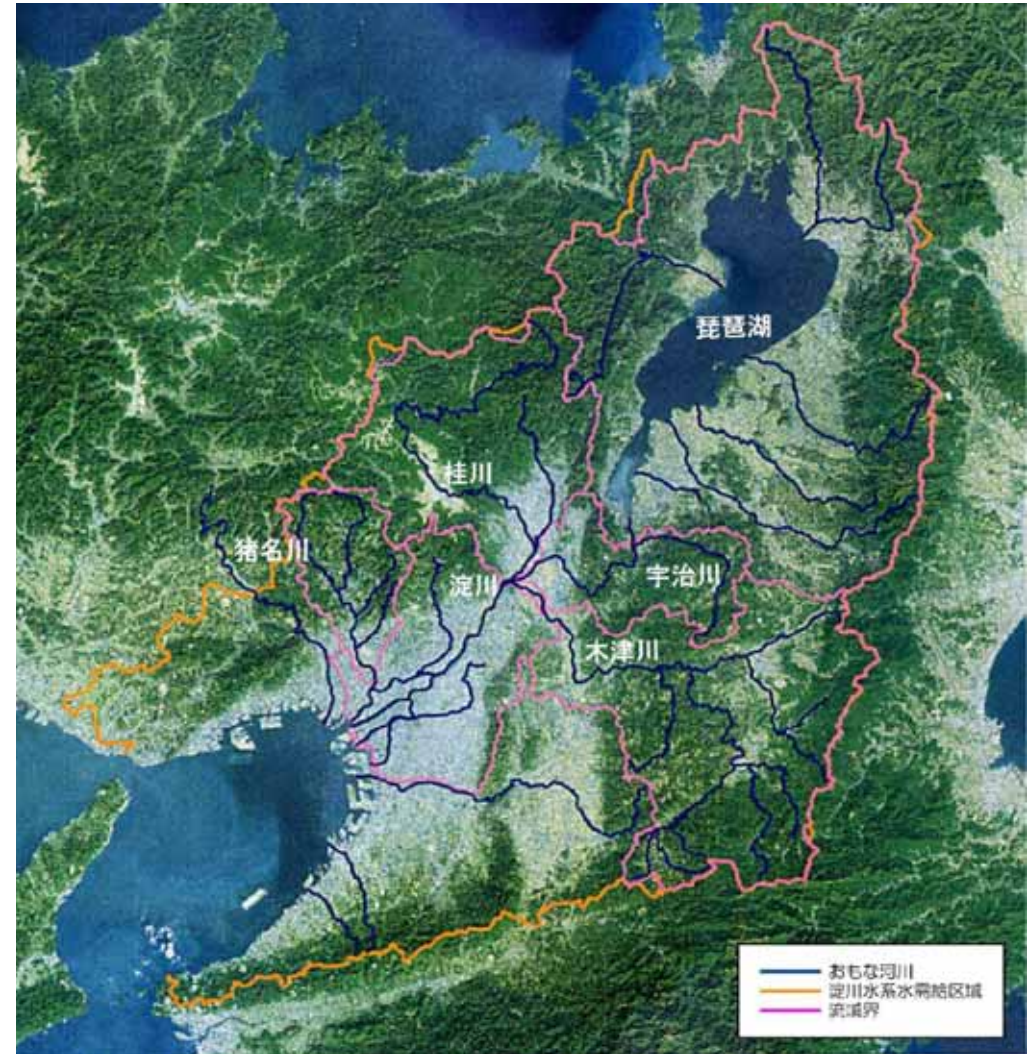 琵琶湖
桂川
猪名川
淀川
宇治川
木津川
おもな河川
淀川水系水需給区域
流域界